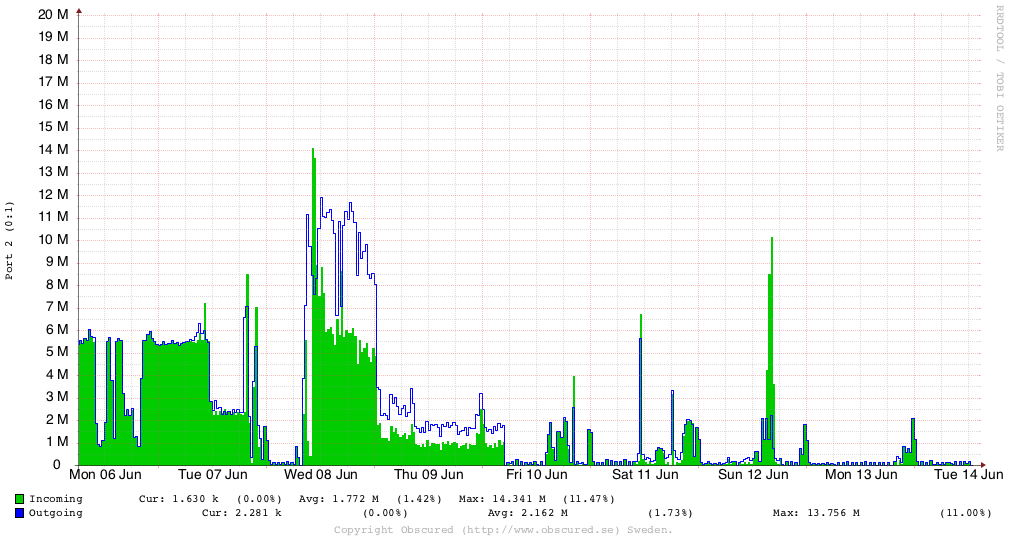 20 M
19 M
18 M
17 M
16 M
15 M
14 M
13 M
12 M
11 M
10 M
9 M
8 M
7 M
6 M
5 M
4 M
3 M
2 M
1 M
0
Port 2 (0:1)
RRDTOOL / TOBI OETIKER
Mon 06 Jun Tue 07 Jun Wed 08 Jun Thu 09 Jun Fri 10 Jun Sat 11 Jun Sun 12 Jun Mon 13 Jun Tue 14 Jun
Incoming Cur: 1.630 k (0.00%) Avg: 1.772 M (1.42%) Max: 14.341 M (11.47%)
Outgoing Cur: 2.281 k (0.00%) Avg: 2.162 M (1.73%) Max: 13.756 M (11.00%)
Copyright Obscured (http://www.obscured.se) Sweden.